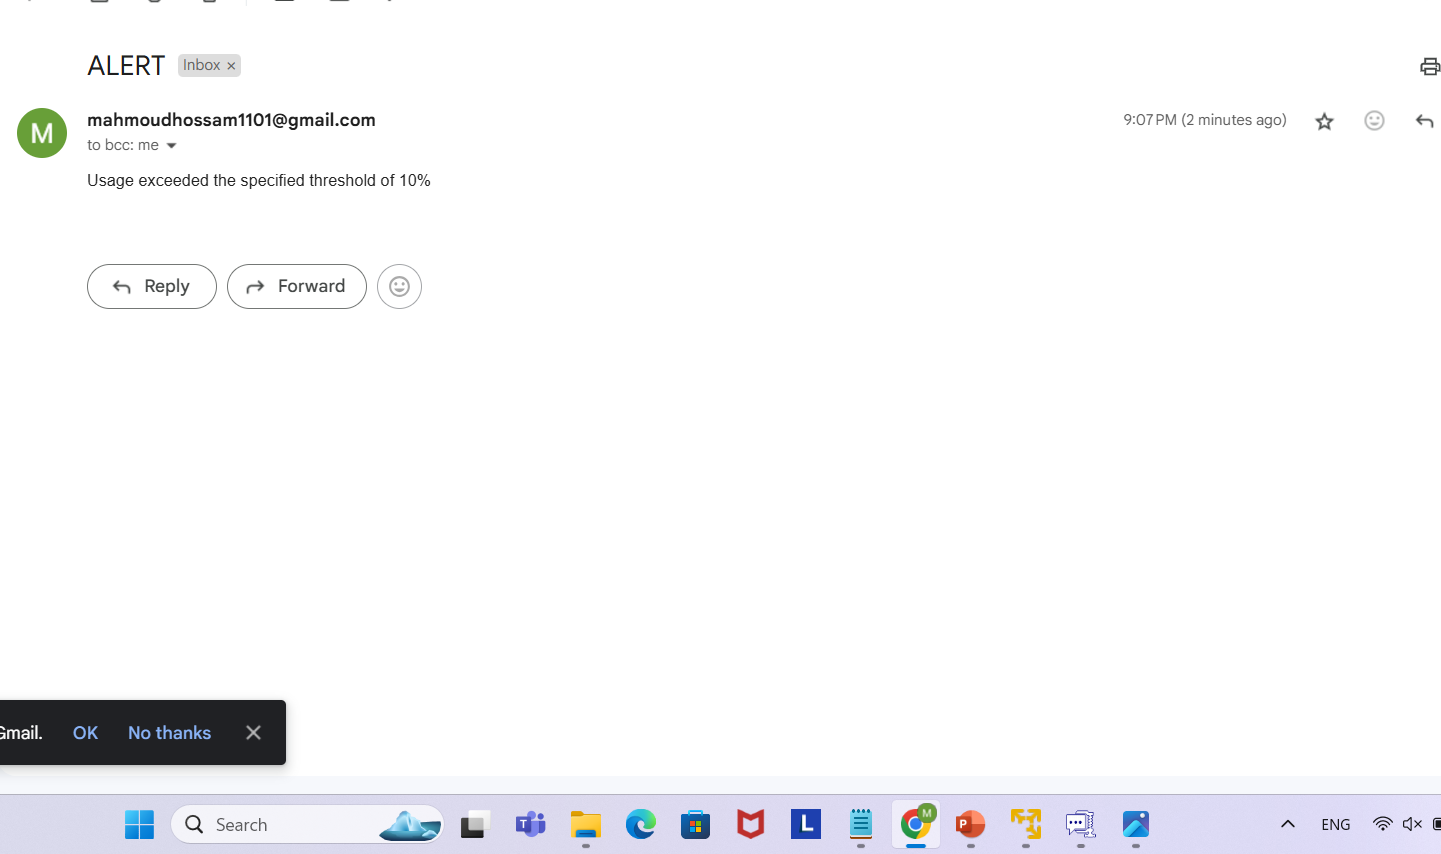 ALERT Inbox ×
M mahmoudhossam1101@gmail.com 9:07 PM (2 minutes ago)
to bcc: me
Usage exceeded the specified threshold of 10%
Reply Forward
Gmail. OK No thanks
Search T L M P ENG